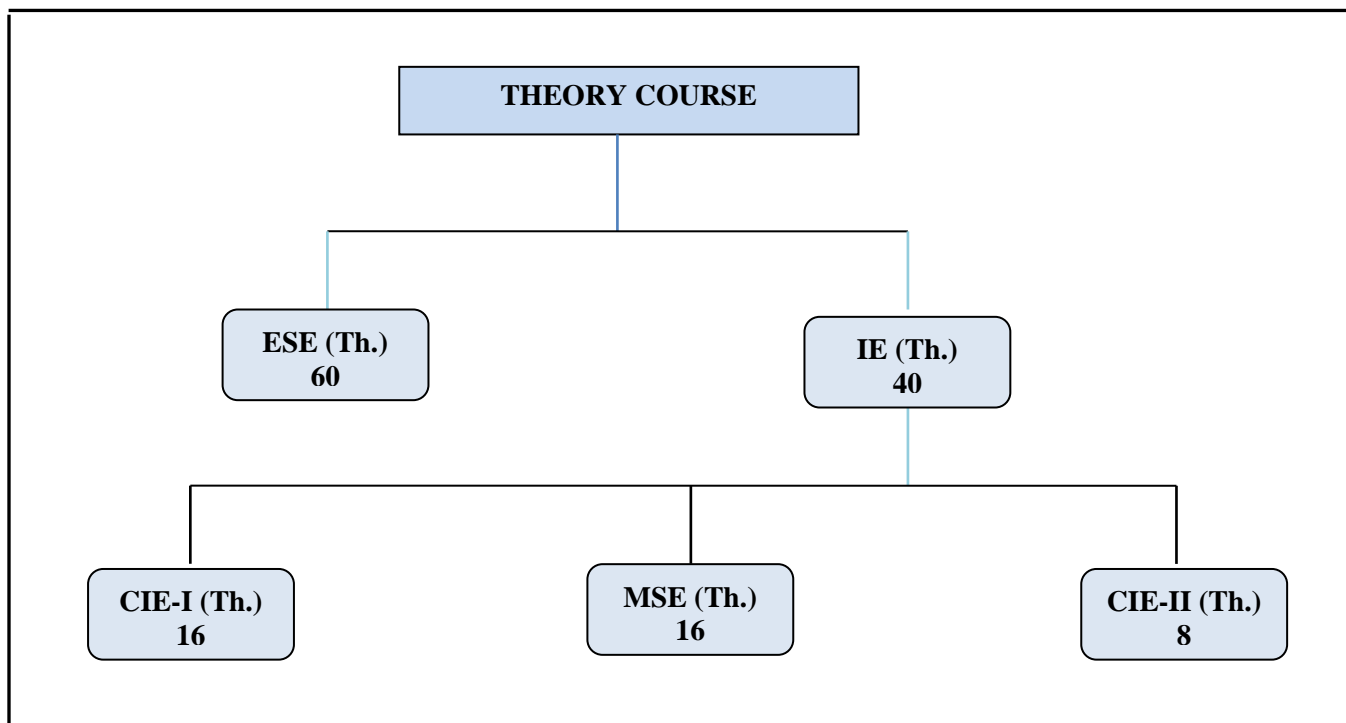 THEORY COURSE
ESE (Th.)
60
IE (Th.)
40
CIE-I (Th.)
16
MSE (Th.)
16
CIE-II (Th.)
8